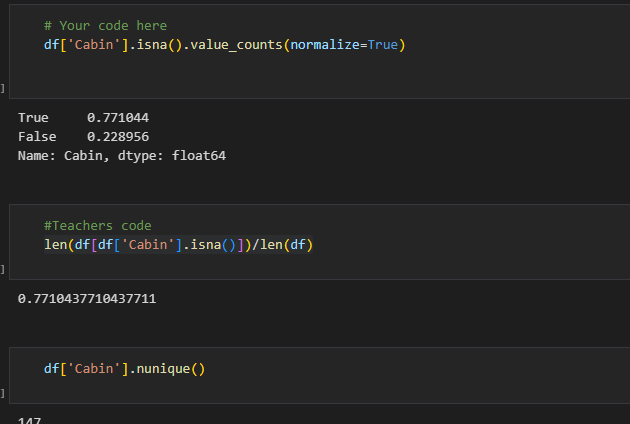 # Your code here
df['Cabin'].isna().value_counts(normalize=True)
]
True     0.771044
False    0.228956
Name: Cabin, dtype: float64
#Teachers code
len(df[df['Cabin'].isna()])/len(df)
]
0.7710437710437711
df['Cabin'].nunique()
]
147